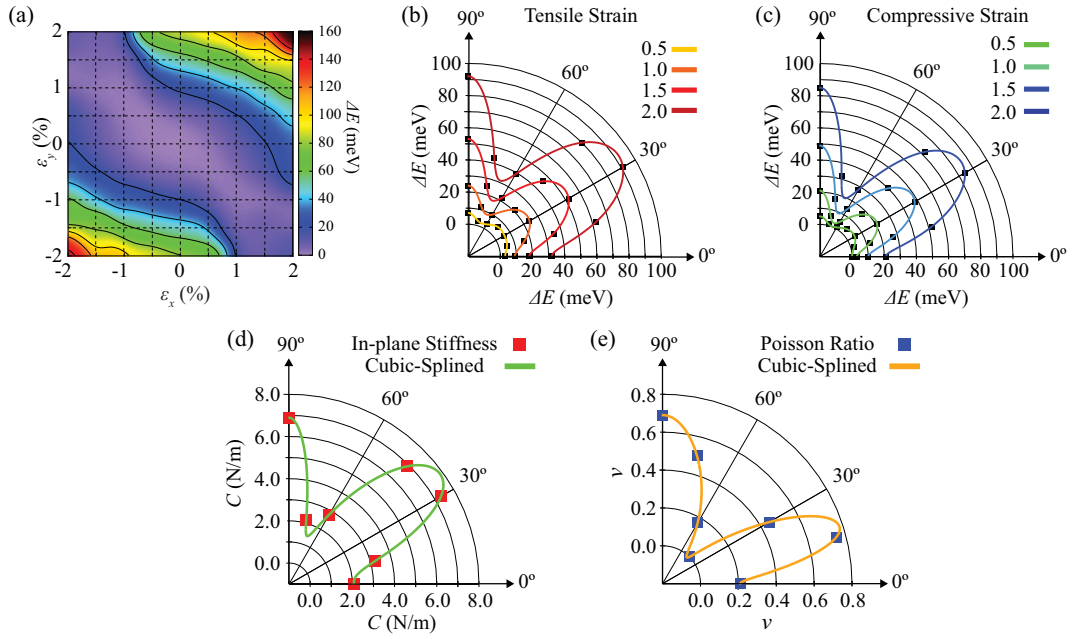 (a)
2
1
0
-1
-2
εy (%)
-2 -1 0 1 2
εx (%)
160
140
120
100
80
60
40
20
0
ΔE (meV)
(b) Tensile Strain
90º
0.5
1.0
1.5
2.0
60º
30º
0º
100
80
60
40
20
0
ΔE (meV)
0 20 40 60 80 100
ΔE (meV)
(c) Compressive Strain
90º
0.5
1.0
1.5
2.0
60º
30º
0º
100
80
60
40
20
0
ΔE (meV)
0 20 40 60 80 100
ΔE (meV)
(d) In-plane Stiffness
90º Cubic-Splined
60º
30º
0º
8.0
6.0
4.0
2.0
0.0
C (N/m)
0.0 2.0 4.0 6.0 8.0
C (N/m)
(e) Poisson Ratio
90º Cubic-Splined
60º
30º
0º
0.8
0.6
0.4
0.2
0.0
ν
0.0 0.2 0.4 0.6 0.8
ν